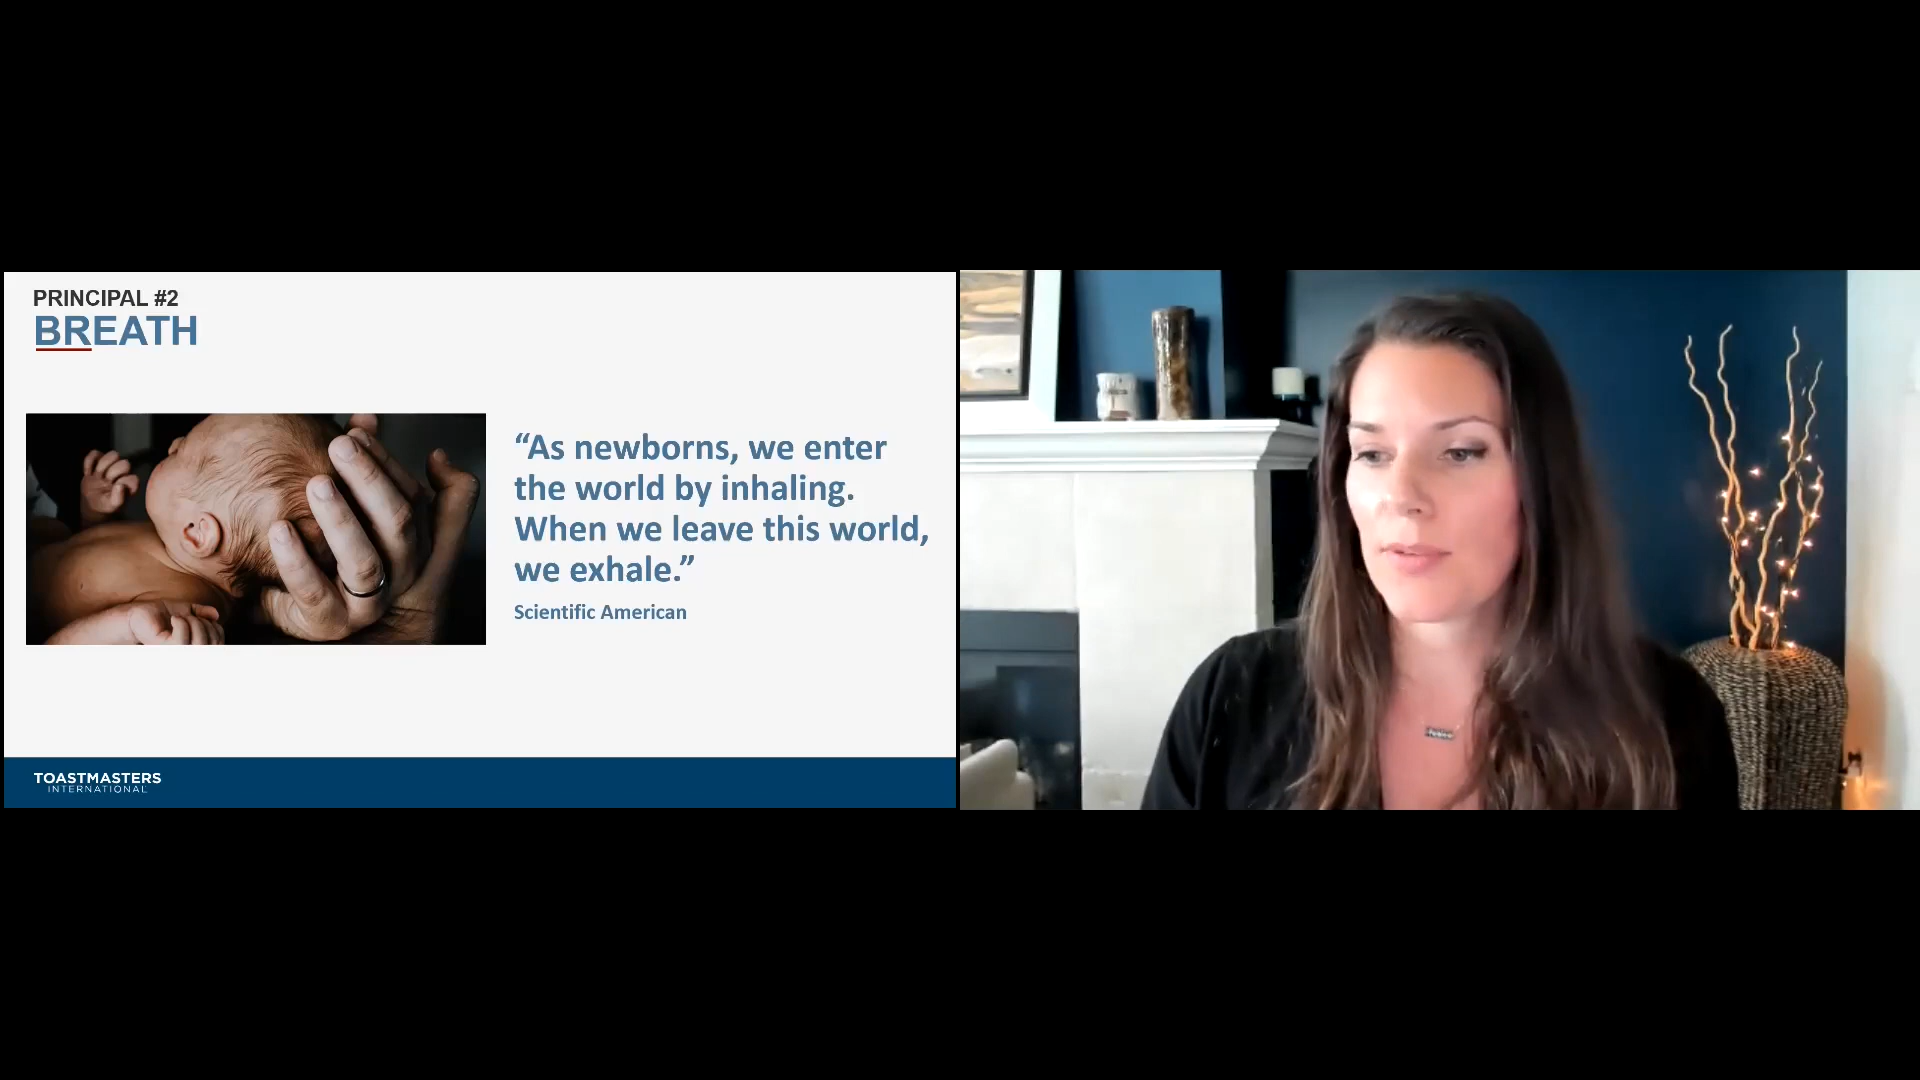 PRINCIPAL #2
BREATH
“As newborns, we enter
the world by inhaling.
When we leave this world,
we exhale.”
Scientific American
TOASTMASTERS
INTERNATIONAL